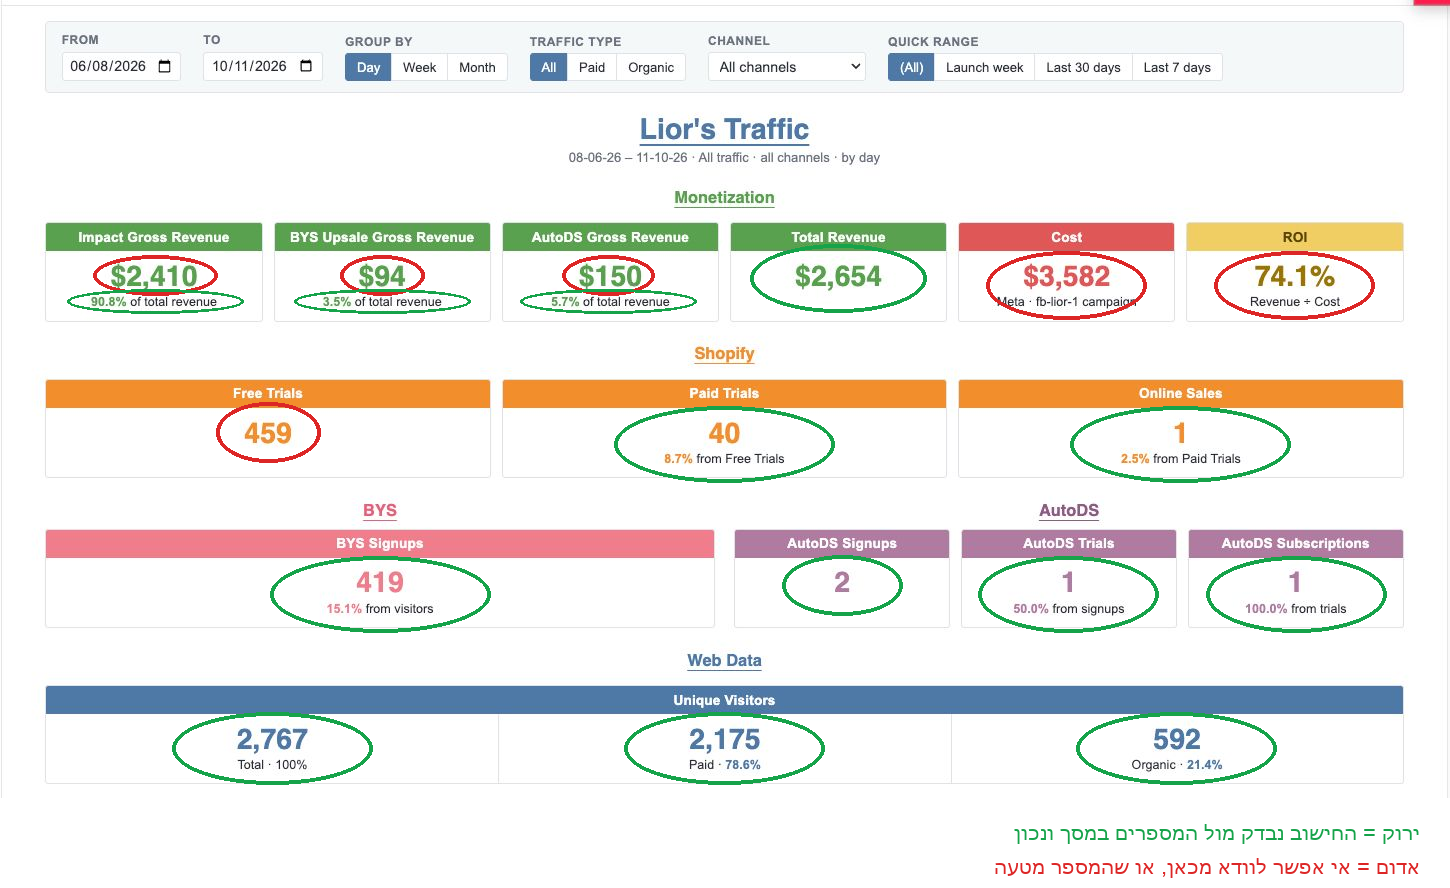 FROM TO GROUP BY TRAFFIC TYPE CHANNEL QUICK RANGE
06/08/2026 10/11/2026 Day Week Month All Paid Organic All channels (All) Launch week Last 30 days Last 7 days
Lior's Traffic
08-06-26 – 11-10-26 · All traffic · all channels · by day
Monetization
Impact Gross Revenue BYS Upsale Gross Revenue AutoDS Gross Revenue Total Revenue Cost ROI
$2,410 $94 $150 $2,654 $3,582 74.1%
90.8% of total revenue 3.5% of total revenue 5.7% of total revenue Meta · fb-lior-1 campaign Revenue ÷ Cost
Shopify
Free Trials Paid Trials Online Sales
459 40 1
8.7% from Free Trials 2.5% from Paid Trials
BYS AutoDS
BYS Signups AutoDS Signups AutoDS Trials AutoDS Subscriptions
419 2 1 1
15.1% from visitors 50.0% from signups 100.0% from trials
Web Data
Unique Visitors
2,767 2,175 592
Total · 100% Paid · 78.6% Organic · 21.4%
ירוק = החישוב נבדק מול המספרים במסך ונכון
אדום = אי אפשר לוודא מכאן, או שהמספר מטעה